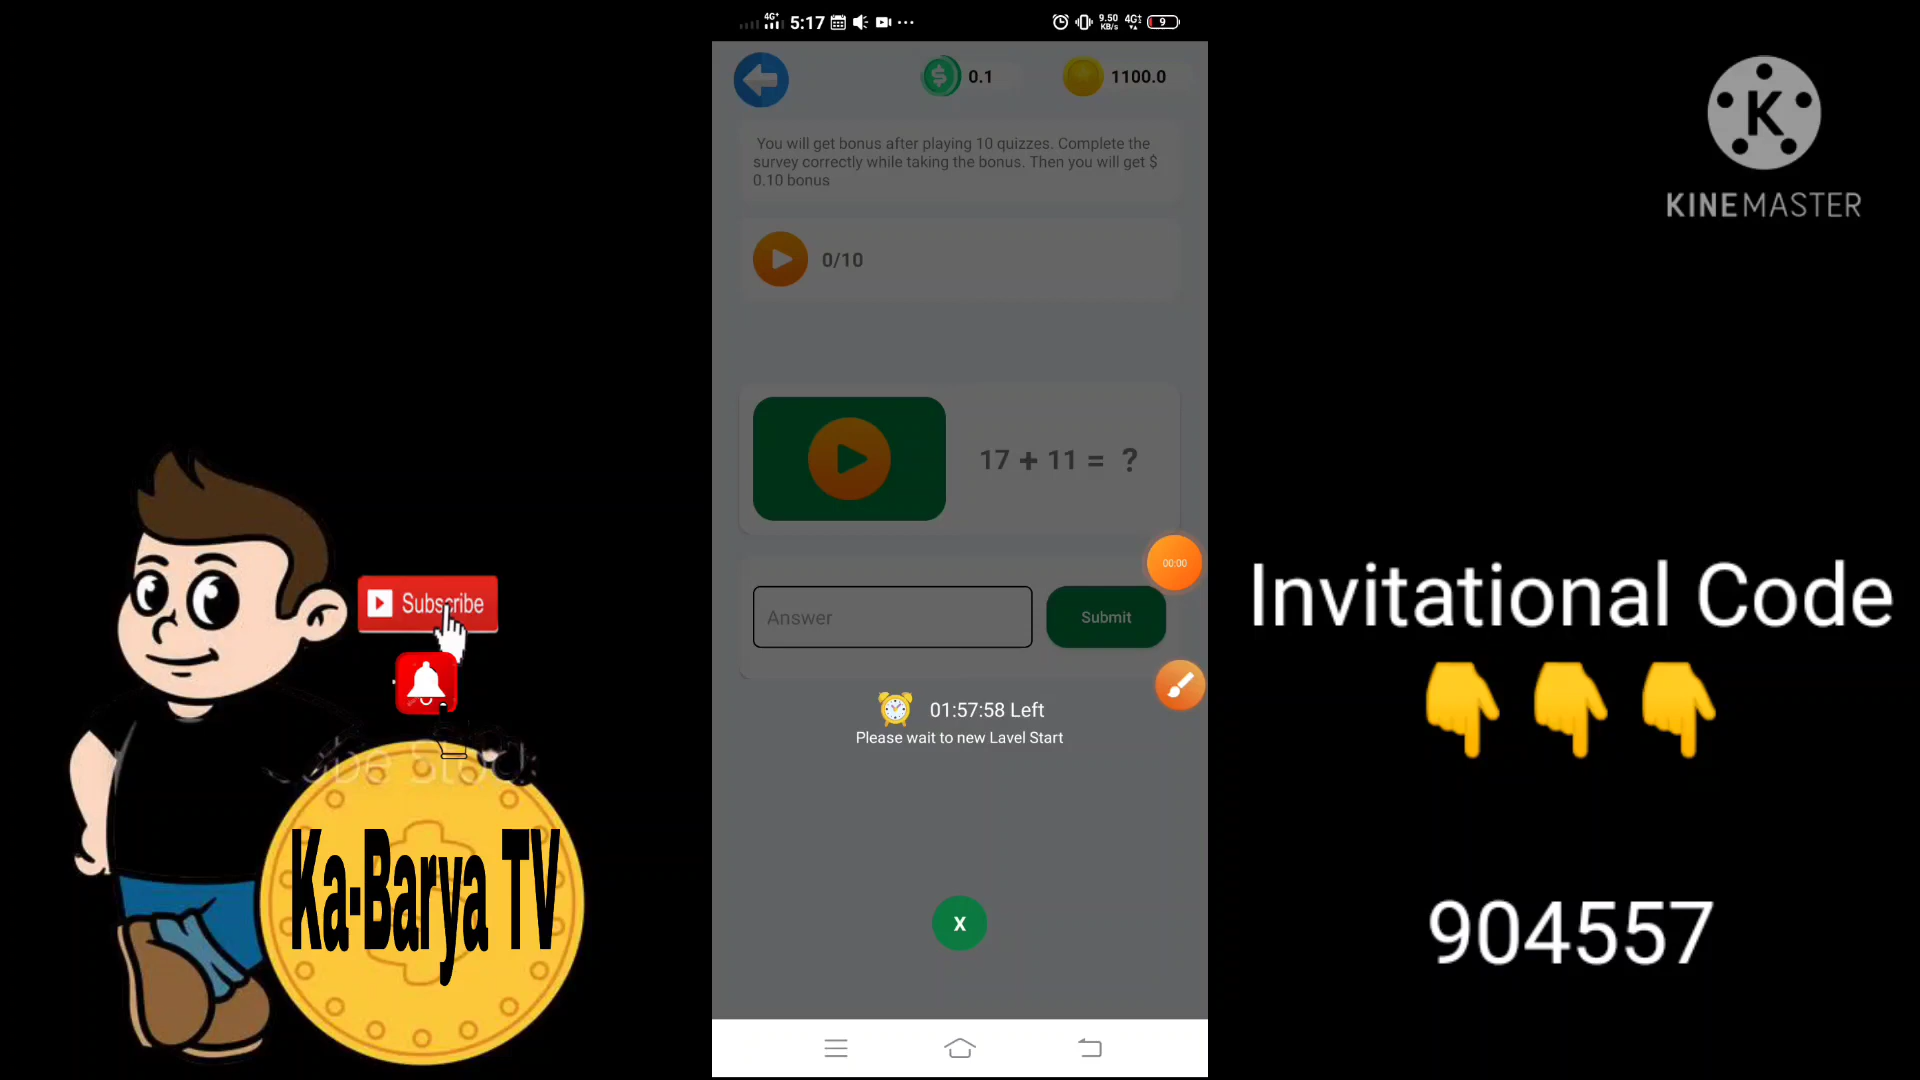 4G+ 5:17 9.50 KB/s 4G+ 9
0.1 1100.0
You will get bonus after playing 10 quizzes. Complete the
survey correctly while taking the bonus. Then you will get $
0.10 bonus
0/10
17 + 11 = ?
00:00
Answer Submit
01:57:58 Left
Please wait to new Lavel Start
X
Subscribe
Ka-Barya TV
K
KINEMASTER
Invitational Code
904557